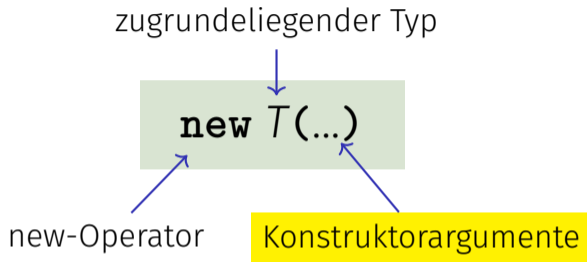 zugrundeliegender Typ
new T(...)
new-Operator
Konstruktorargumente